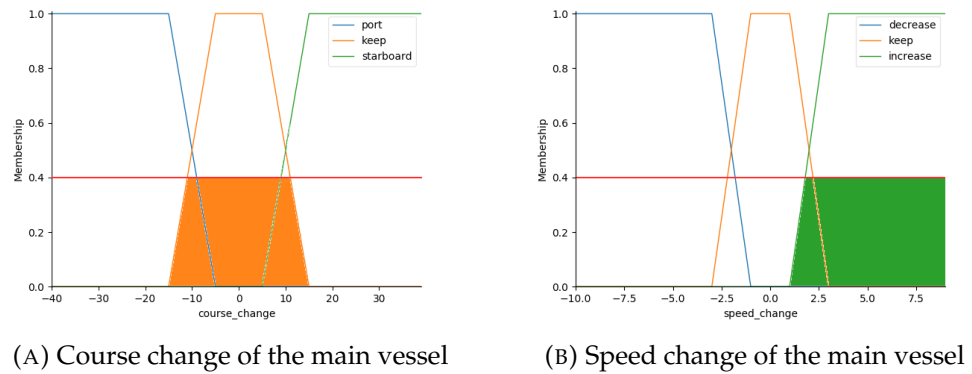 1.0
0.8
0.6
0.4
0.2
0.0
Membership
port
keep
starboard
−40 −30 −20 −10 0 10 20 30
course_change
1.0
0.8
0.6
0.4
0.2
0.0
Membership
decrease
keep
increase
−10.0 −7.5 −5.0 −2.5 0.0 2.5 5.0 7.5
speed_change
(A) Course change of the main vessel
(B) Speed change of the main vessel